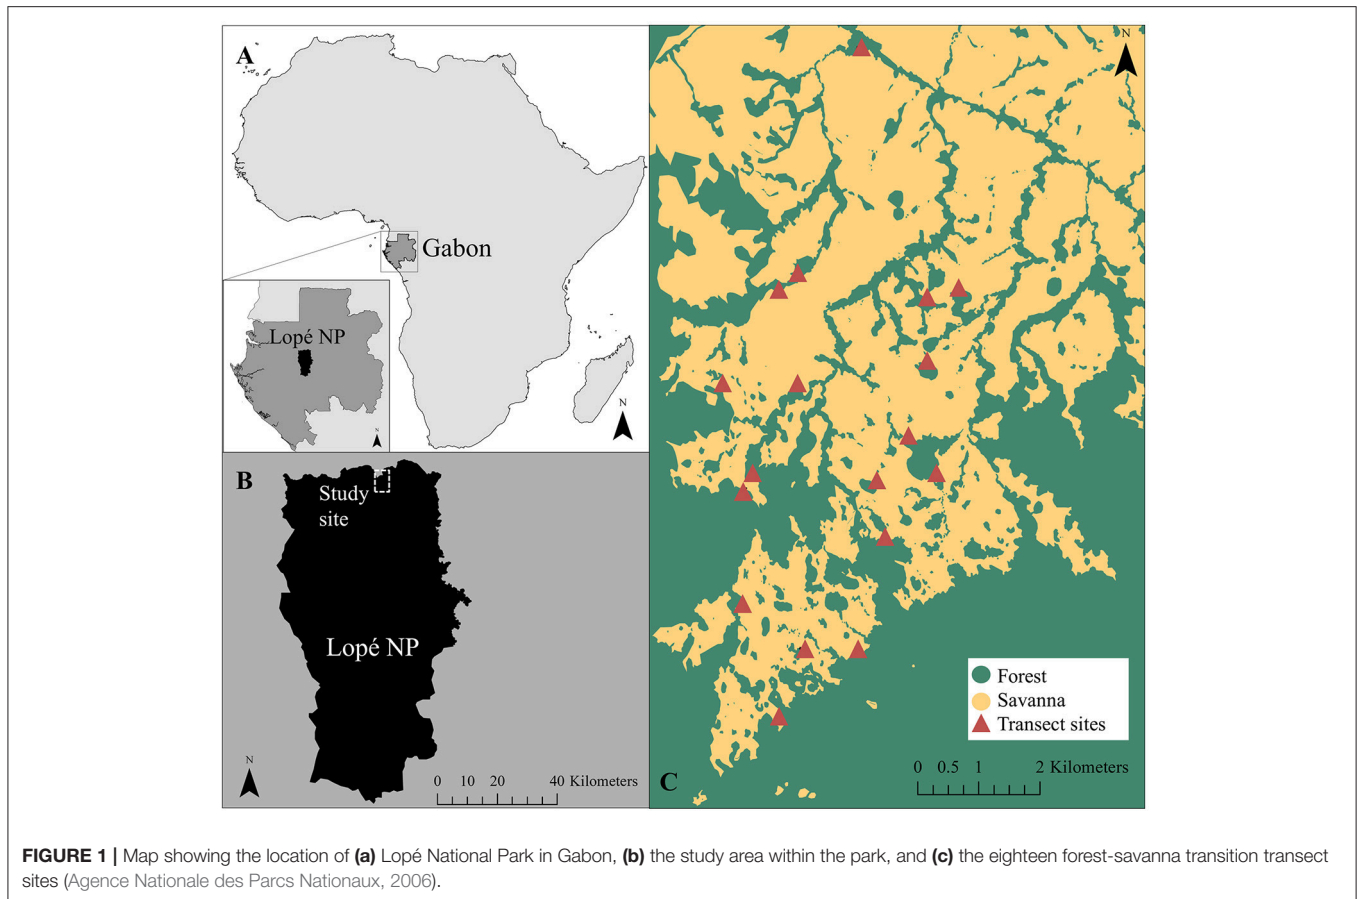 A
Gabon
Lopé NP
N
N
B
Study
site
Lopé NP
N
0 10 20 40 Kilometers
N
Forest
Savanna
Transect sites
C
0 0.5 1 2 Kilometers
FIGURE 1 | Map showing the location of (a) Lopé National Park in Gabon, (b) the study area within the park, and (c) the eighteen forest-savanna transition transect
sites (Agence Nationale des Parcs Nationaux, 2006).